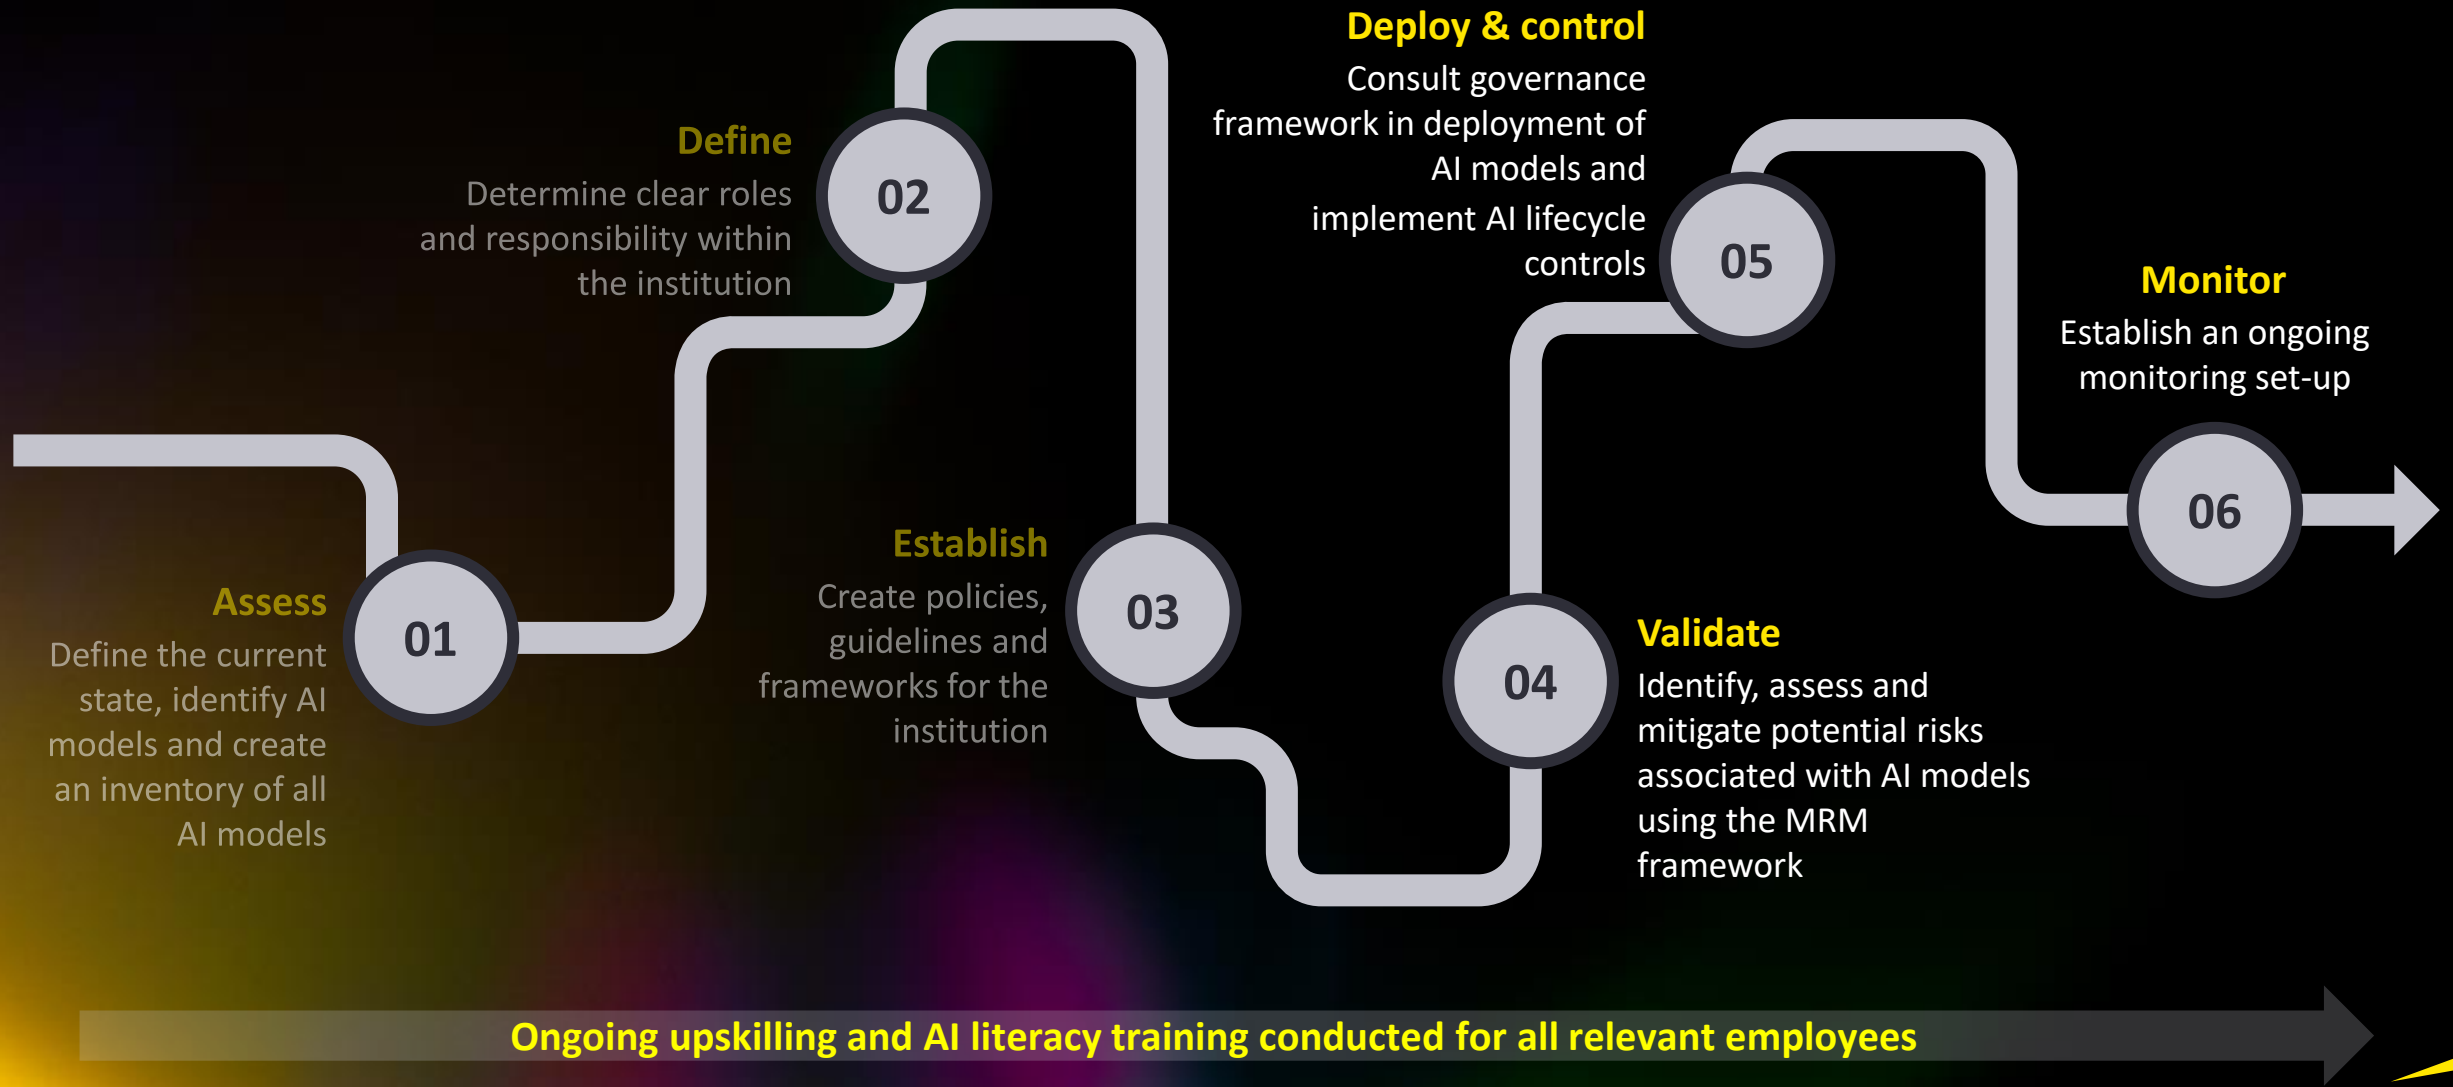 Assess
Define the current
state, identify AI
models and create
an inventory of all
AI models
01
Define
Determine clear roles
and responsibility within
the institution
02
Establish
Create policies,
guidelines and
frameworks for the
institution
03
04
Validate
Identify, assess and
mitigate potential risks
associated with AI models
using the MRM
framework
Deploy & control
Consult governance
framework in deployment of
AI models and
implement AI lifecycle
controls
05
Monitor
Establish an ongoing
monitoring set-up
06
Ongoing upskilling and AI literacy training conducted for all relevant employees